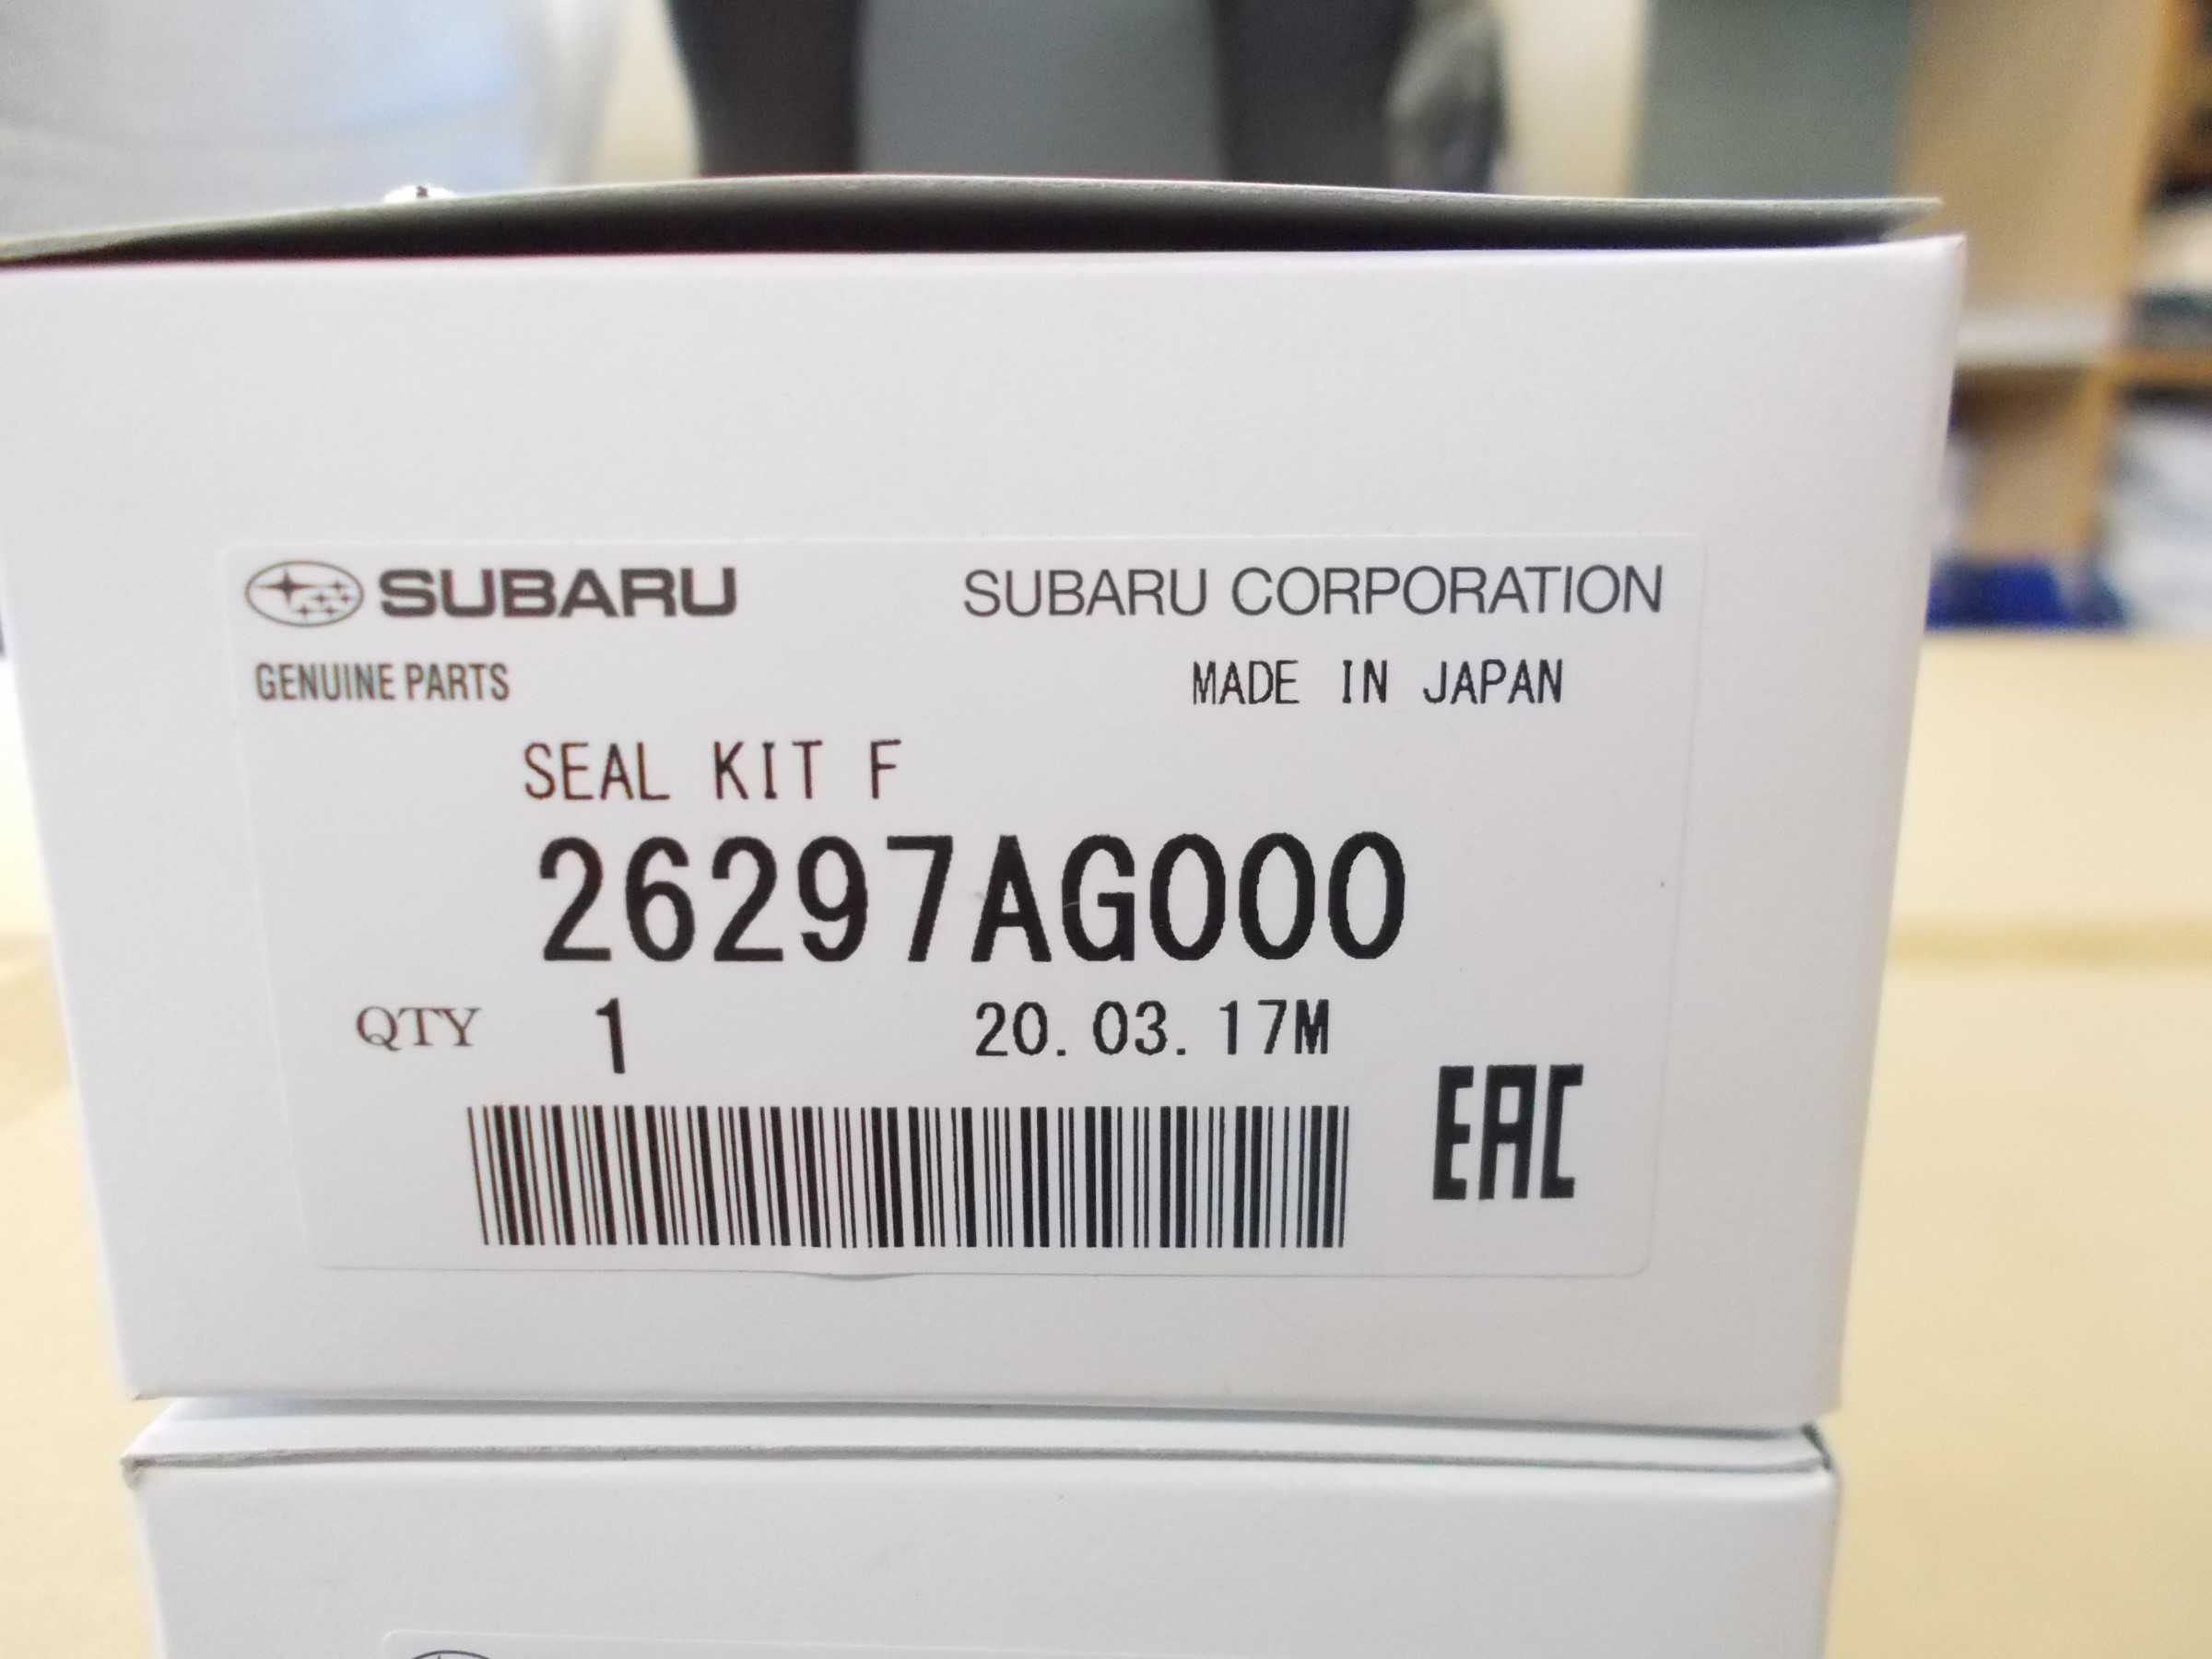 SUBARU SUBARU CORPORATION
GENUINE PARTS MADE IN JAPAN
SEAL KIT F
26297AG000
QTY 1 20.03.17M
EAC